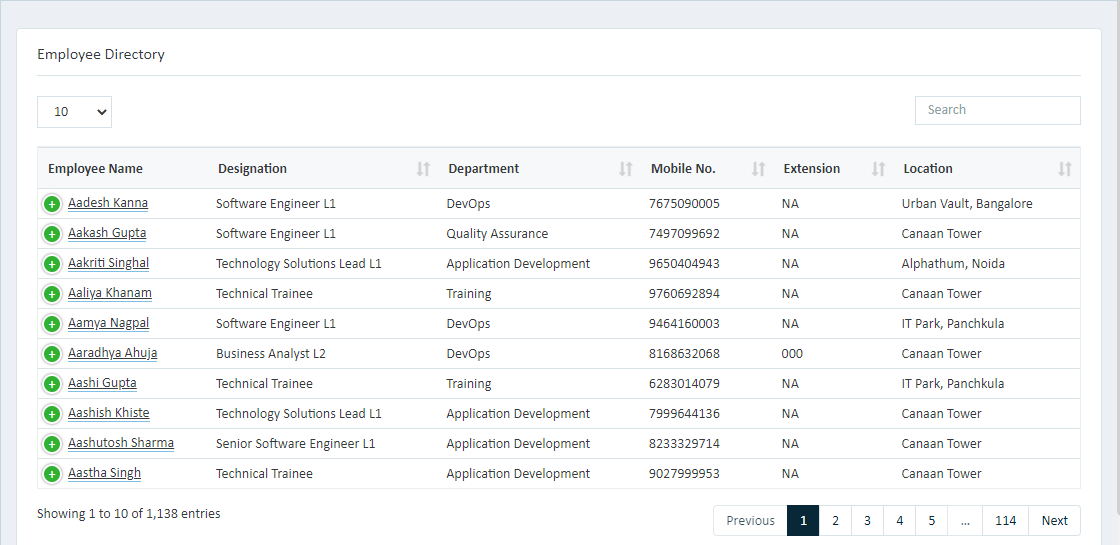 Employee Directory
10 Search
Employee Name Designation Department Mobile No. Extension Location
Aadesh Kanna Software Engineer L1 DevOps 7675090005 NA Urban Vault, Bangalore
Aakash Gupta Software Engineer L1 Quality Assurance 7497099692 NA Canaan Tower
Aakriti Singhal Technology Solutions Lead L1 Application Development 9650404943 NA Alphathum, Noida
Aaliya Khanam Technical Trainee Training 9760692894 NA Canaan Tower
Aamya Nagpal Software Engineer L1 DevOps 9464160003 NA IT Park, Panchkula
Aaradhya Ahuja Business Analyst L2 DevOps 8168632068 000 Canaan Tower
Aashi Gupta Technical Trainee Training 6283014079 NA IT Park, Panchkula
Aashish Khiste Technology Solutions Lead L1 Application Development 7999644136 NA Canaan Tower
Aashutosh Sharma Senior Software Engineer L1 Application Development 8233329714 NA Canaan Tower
Aastha Singh Technical Trainee Application Development 9027999953 NA Canaan Tower
Showing 1 to 10 of 1,138 entries Previous 1 2 3 4 5 ... 114 Next